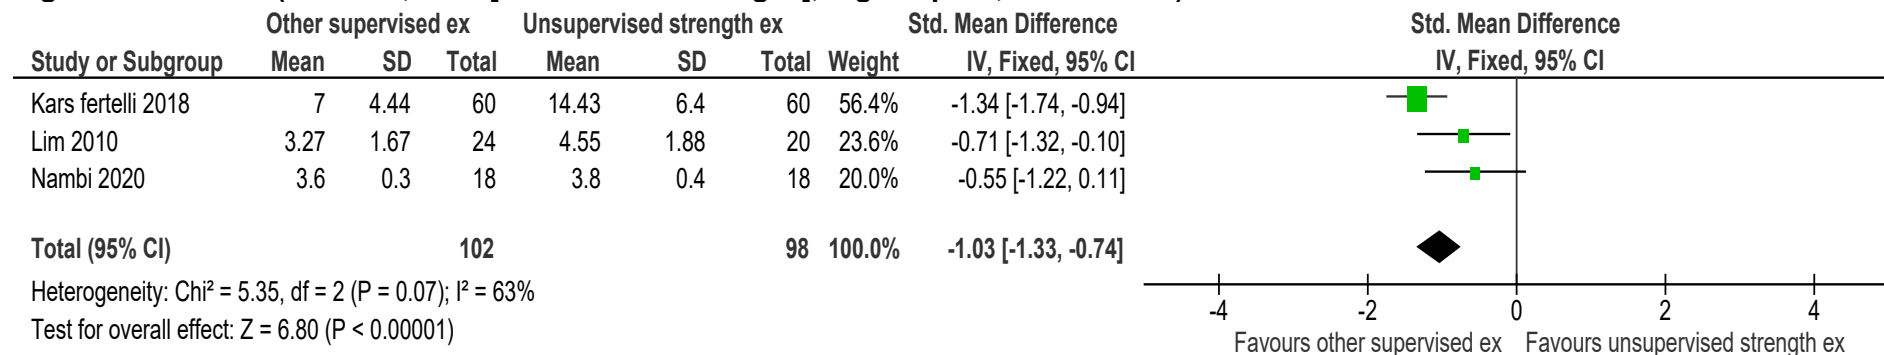 Other supervised ex Unsupervised strength ex Std. Mean Difference Std. Mean Difference
Study or Subgroup Mean SD Total Mean SD Total Weight IV, Fixed, 95% CI IV, Fixed, 95% CI
Kars fertelli 2018 7 4.44 60 14.43 6.4 60 56.4% -1.34 [-1.74, -0.94]
Lim 2010 3.27 1.67 24 4.55 1.88 20 23.6% -0.71 [-1.32, -0.10]
Nambi 2020 3.6 0.3 18 3.8 0.4 18 20.0% -0.55 [-1.22, 0.11]
Total (95% CI) 102 98 100.0% -1.03 [-1.33, -0.74]
Heterogeneity: Chi² = 5.35, df = 2 (P = 0.07); I² = 63%
Test for overall effect: Z = 6.80 (P < 0.00001)
-4 -2 0 2 4
Favours other supervised ex Favours unsupervised strength ex